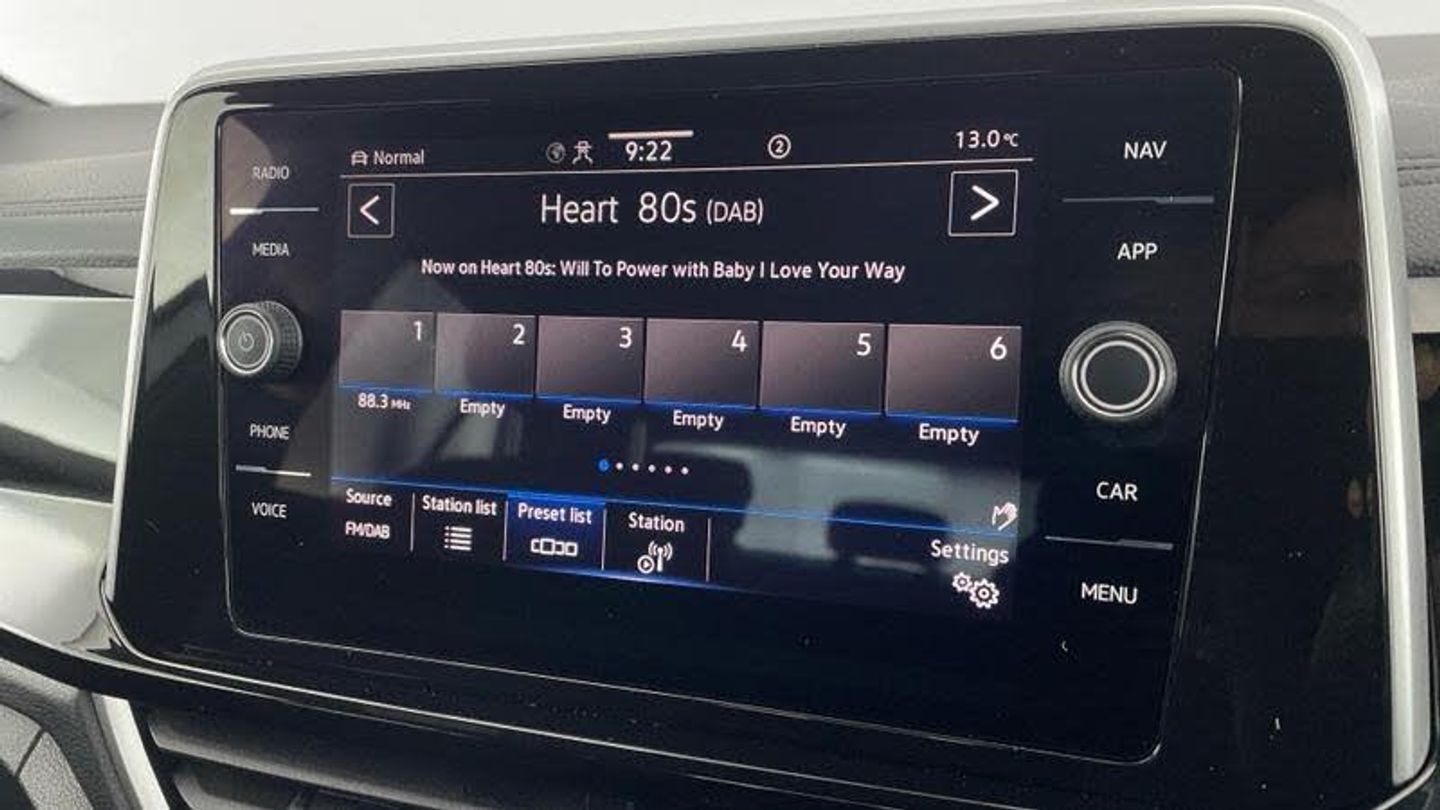 RADIO
MEDIA
PHONE
VOICE
Normal
9:22
2
13.0°C
Heart 80s (DAB)
Now on Heart 80s: Will To Power with Baby I Love Your Way
1 2 3 4 5 6
88.3 MHz Empty Empty Empty Empty Empty
Source
FM/DAB
Station list
Preset list
Station
Settings
NAV
APP
CAR
MENU